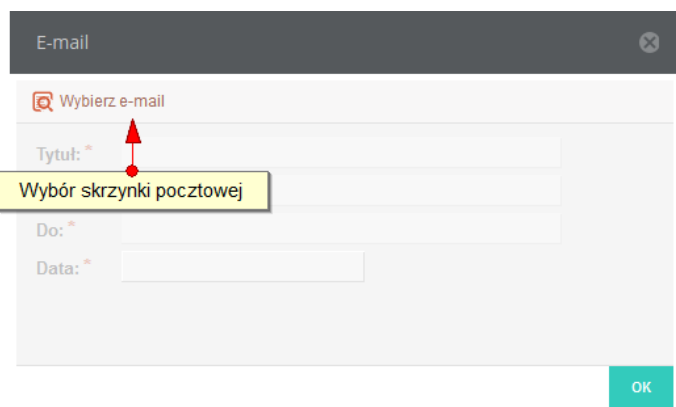 E-mail
Wybierz e-mail
Tytuł: *
Wybór skrzynki pocztowej
Do: *
Data: *
OK